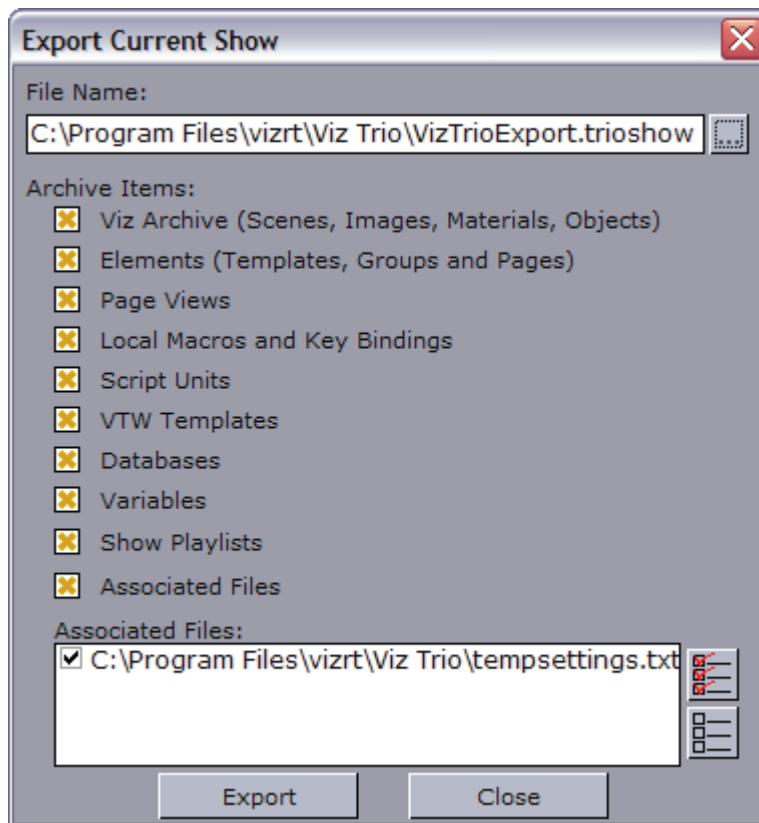 Export Current Show
File Name:
C:\Program Files\vizrt\Viz Trio\VizTrioExport.trioshow
...
Archive Items:
Viz Archive (Scenes, Images, Materials, Objects)
Elements (Templates, Groups and Pages)
Page Views
Local Macros and Key Bindings
Script Units
VTW Templates
Databases
Variables
Show Playlists
Associated Files
Associated Files:
C:\Program Files\vizrt\Viz Trio\tempsettings.txt
Export
Close